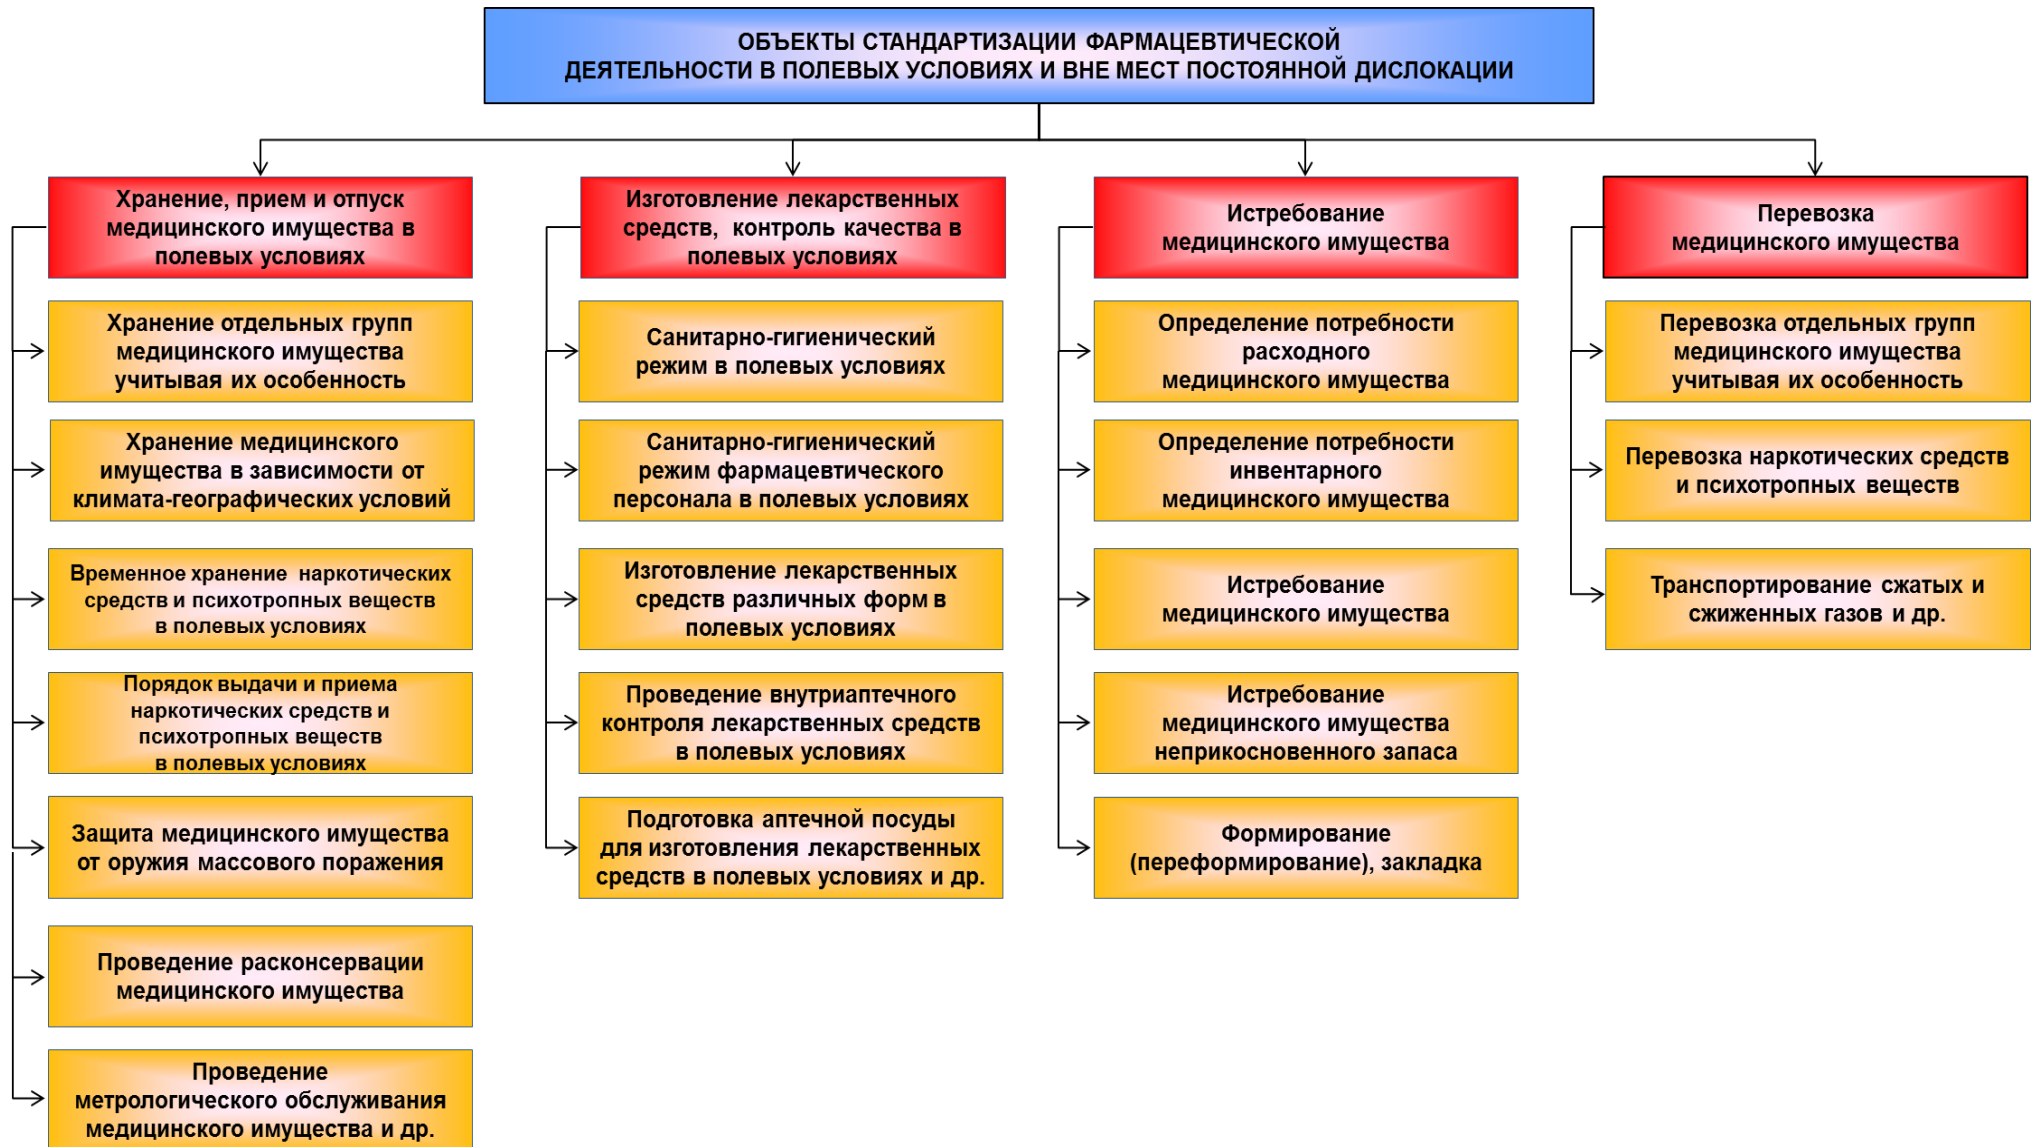 ОБЪЕКТЫ СТАНДАРТИЗАЦИИ ФАРМАЦЕВТИЧЕСКОЙ
ДЕЯТЕЛЬНОСТИ В ПОЛЕВЫХ УСЛОВИЯХ И ВНЕ МЕСТ ПОСТОЯННОЙ ДИСЛОКАЦИИ
Хранение, прием и отпуск
медицинского имущества в
полевых условиях
Хранение отдельных групп
медицинского имущества
учитывая их особенность
Хранение медицинского
имущества в зависимости от
климата-географических условий
Временное хранение наркотических
средств и психотропных веществ
в полевых условиях
Порядок выдачи и приема
наркотических средств и
психотропных веществ
в полевых условиях
Защита медицинского имущества
от оружия массового поражения
Проведение расконсервации
медицинского имущества
Проведение
метрологического обслуживания
медицинского имущества и др.
Изготовление лекарственных
средств, контроль качества в
полевых условиях
Санитарно-гигиенический
режим в полевых условиях
Санитарно-гигиенический
режим фармацевтического
персонала в полевых условиях
Изготовление лекарственных
средств различных форм в
полевых условиях
Проведение внутриаптечного
контроля лекарственных средств
в полевых условиях
Подготовка аптечной посуды
для изготовления лекарственных
средств в полевых условиях и др.
Истребование
медицинского имущества
Определение потребности
расходного
медицинского имущества
Определение потребности
инвентарного
медицинского имущества
Истребование
медицинского имущества
Истребование
медицинского имущества
неприкосновенного запаса
Формирование
(переформирование), закладка
Перевозка
медицинского имущества
Перевозка отдельных групп
медицинского имущества
учитывая их особенность
Перевозка наркотических средств
и психотропных веществ
Транспортирование сжатых и
сжиженных газов и др.